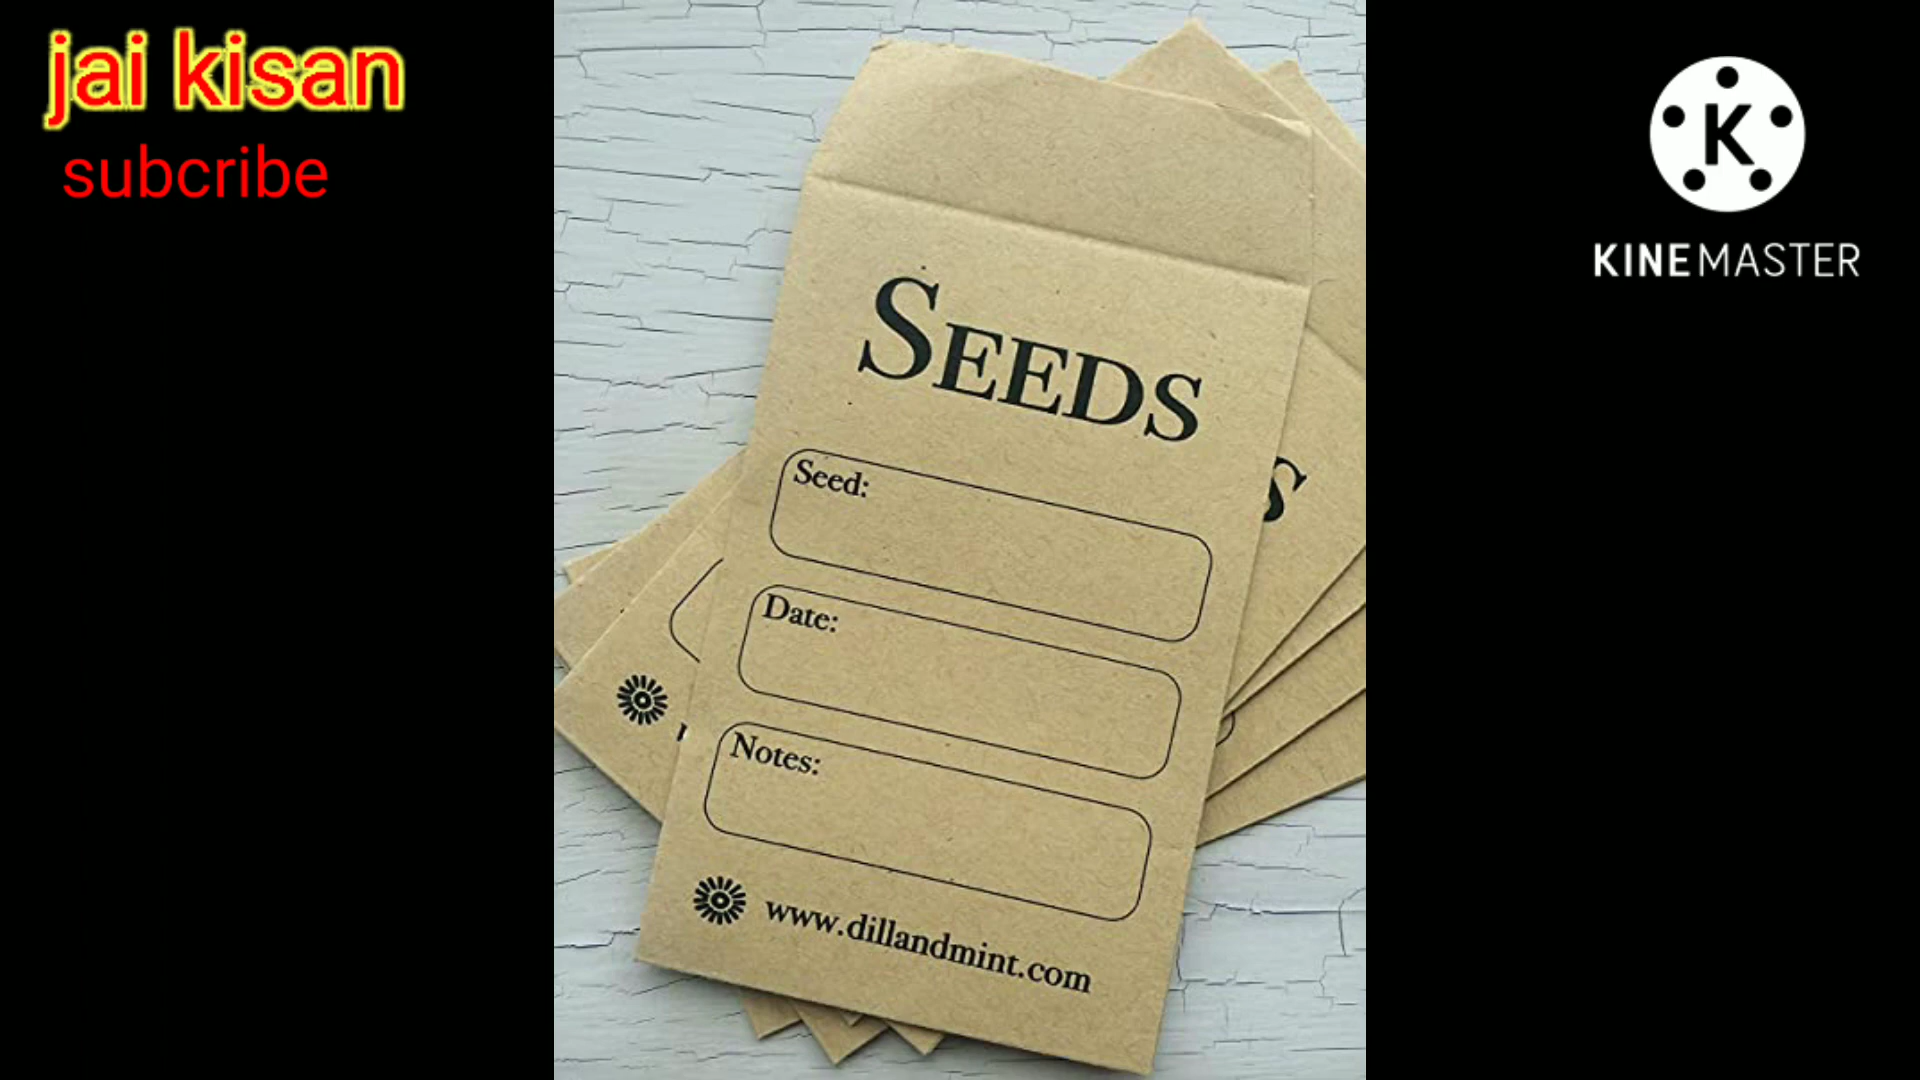 jai kisan
subcribe
K
KINEMASTER
SEEDS
Seed:
Date:
Notes:
www.dillandmint.com
S